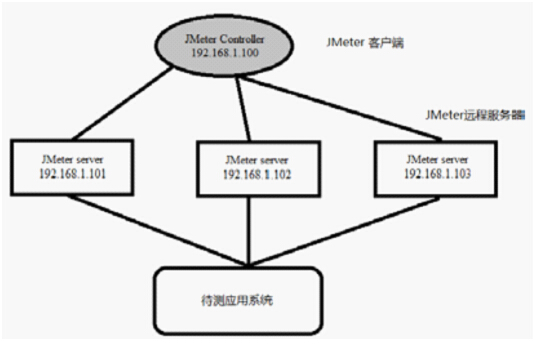 JMeter Controller
192.168.1.100
JMeter 客户端
JMeter远程服务器
JMeter server
192.168.1.101
JMeter server
192.168.1.102
JMeter server
192.168.1.103
待测应用系统